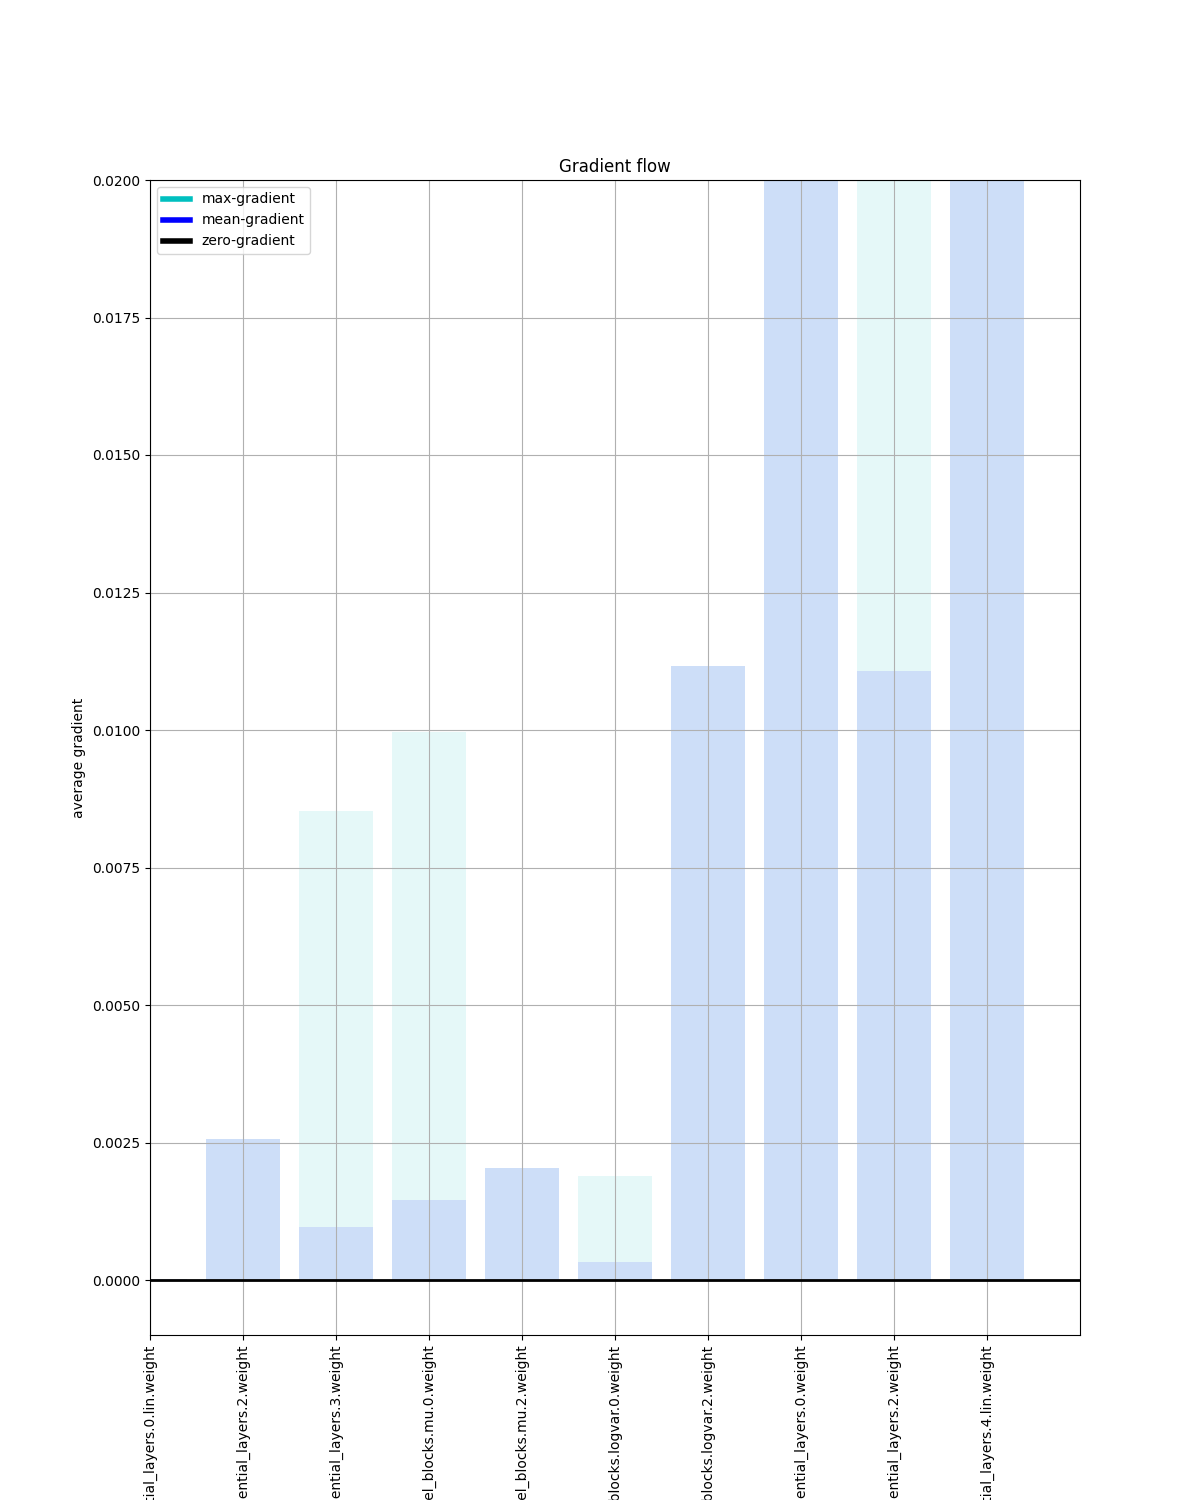 Gradient flow
max-gradient
mean-gradient
zero-gradient
0.0200
0.0175
0.0150
0.0125
0.0100
0.0075
0.0050
0.0025
0.0000
average gradient
tial_layers.0.lin.weight
ential_layers.2.weight
ential_layers.3.weight
el_blocks.mu.0.weight
el_blocks.mu.2.weight
blocks.logvar.0.weight
blocks.logvar.2.weight
ential_layers.0.weight
ential_layers.2.weight
tial_layers.4.lin.weight